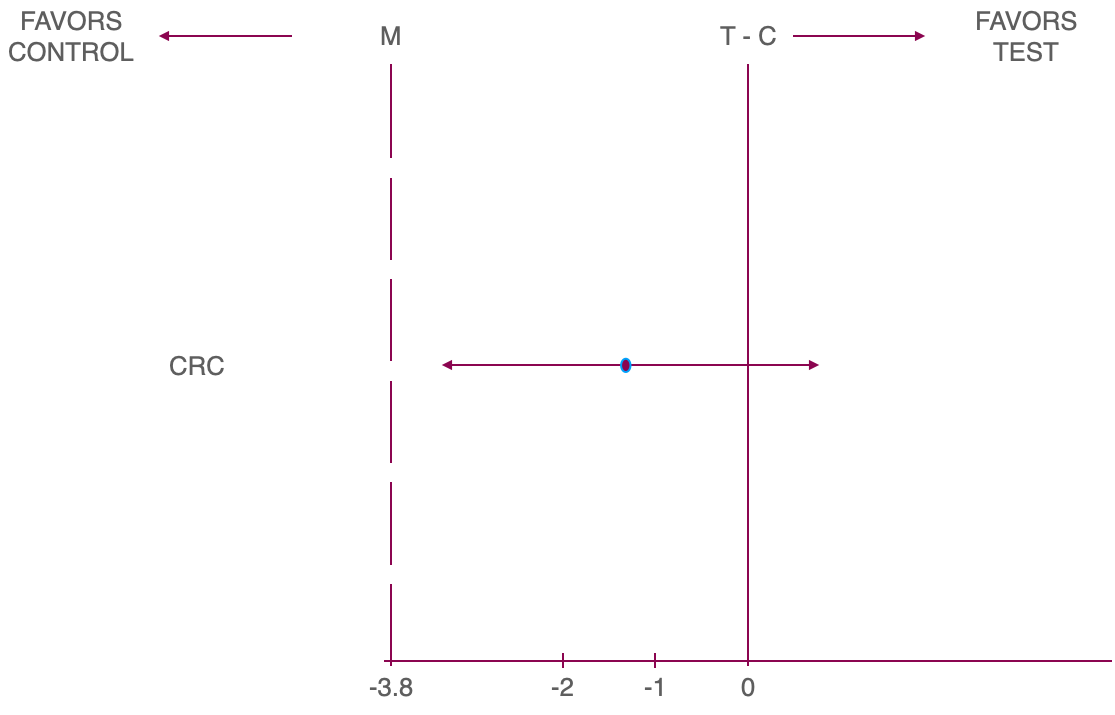 FAVORS
CONTROL
M
T - C
FAVORS
TEST
CRC
-3.8
-2
-1
0